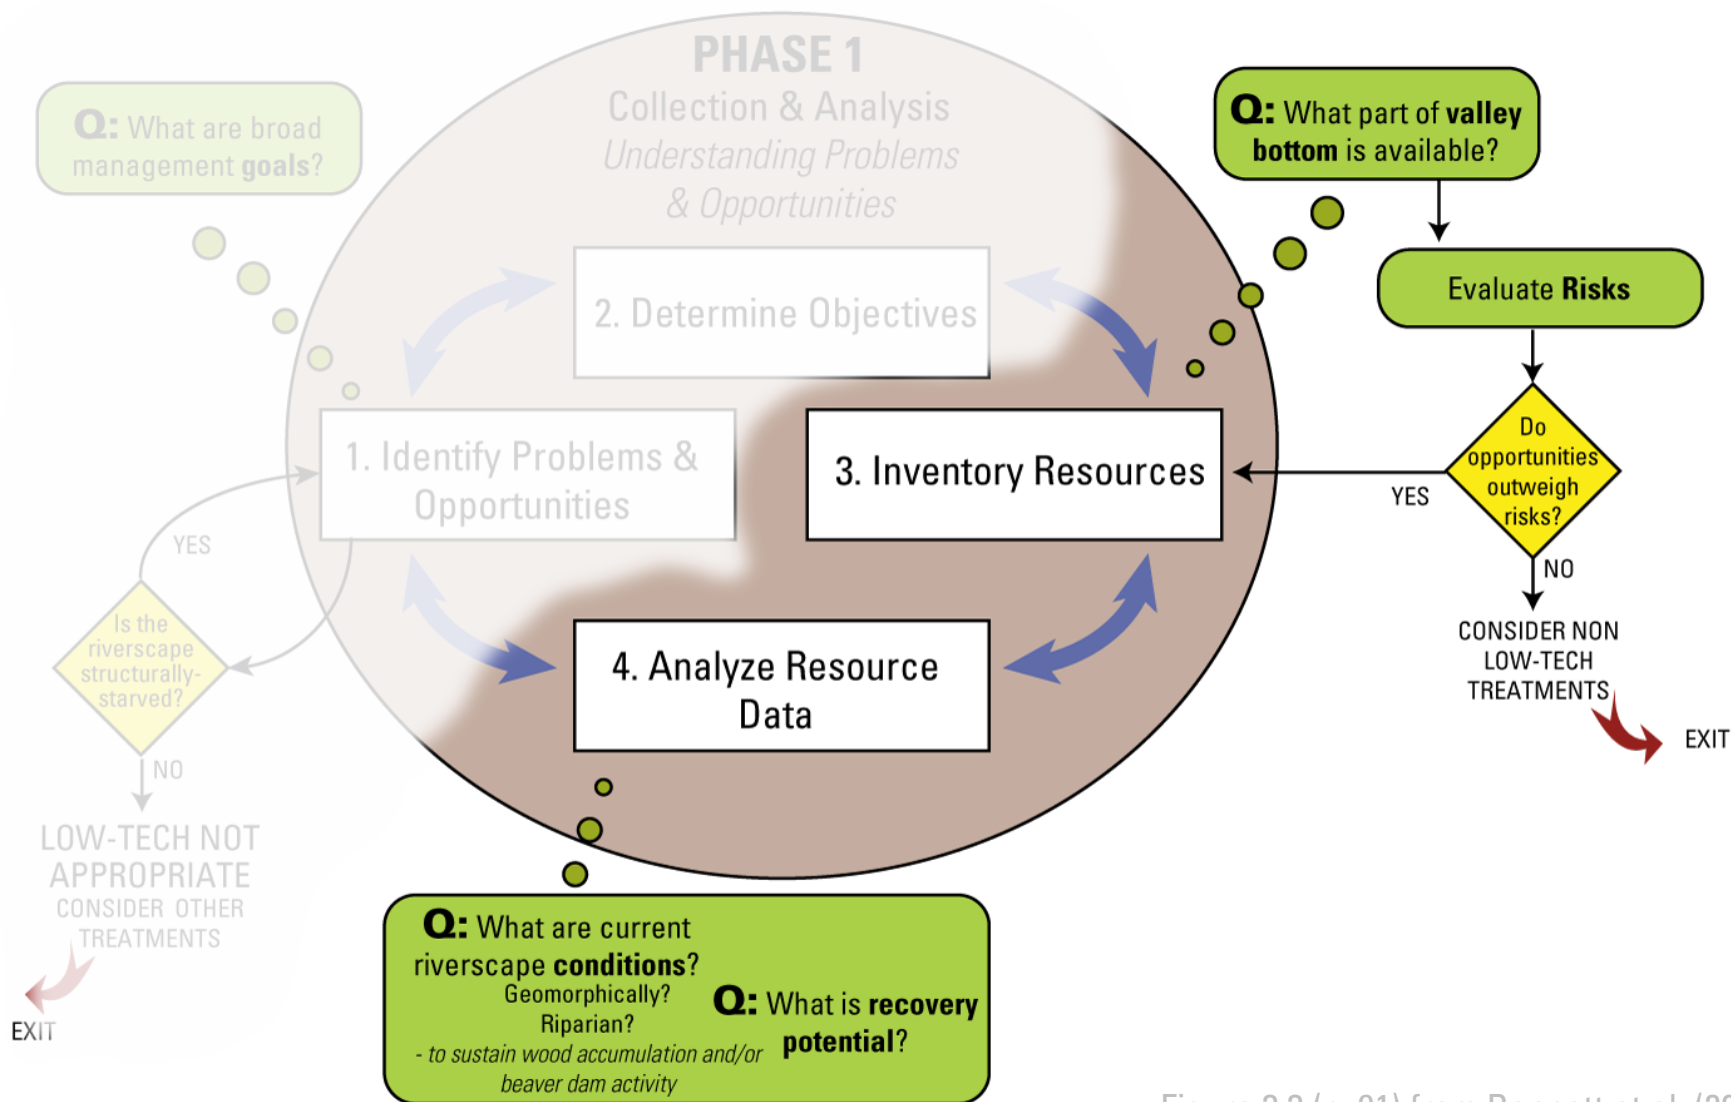 PHASE 1
Collection & Analysis
Understanding Problems
& Opportunities
Q: What are broad
management goals?
Q: What part of valley
bottom is available?
Evaluate Risks
2. Determine Objectives
1. Identify Problems &
Opportunities
3. Inventory Resources
4. Analyze Resource
Data
Do
opportunities
outweigh
risks?
YES
NO
CONSIDER NON
LOW-TECH
TREATMENTS
EXIT
YES
Is the
riverscape
structurally-
starved?
NO
LOW-TECH NOT
APPROPRIATE
CONSIDER OTHER
TREATMENTS
EXIT
Q: What are current
riverscape conditions?
Geomorphically?
Riparian?
- to sustain wood accumulation and/or
beaver dam activity
Q: What is recovery
potential?